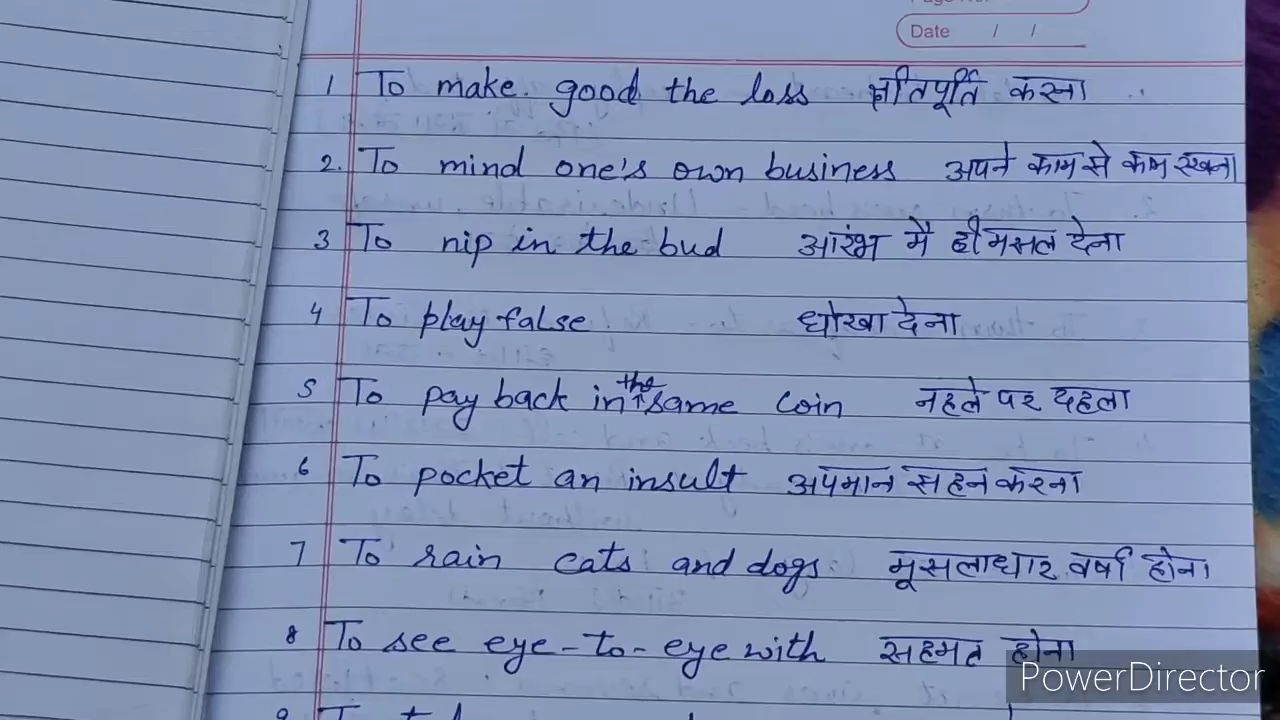 Date / /
1 To make good the loss क्षतिपूर्ति करना
2. To mind one's own business अपने काम से काम रखना
3 To nip in the bud आरंभ में ही मसल देना
4 To play false धोखा देना
5 To pay back in the same coin नहले पर दहला
6 To pocket an insult अपमान सहन करना
7 To rain cats and dogs मूसलाधार वर्षा होना
8 To see eye-to-eye with सहमत होना
PowerDirector